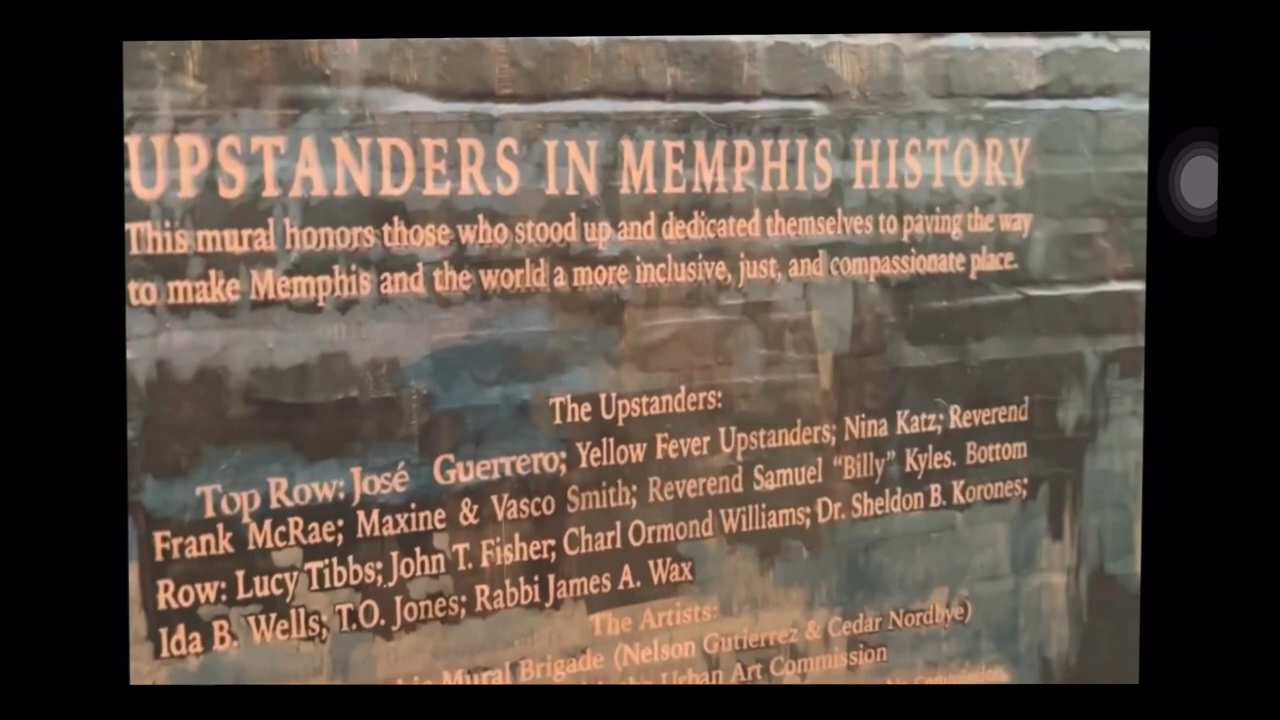 UPSTANDERS IN MEMPHIS HISTORY
This mural honors those who stood up and dedicated themselves to paving the way
to make Memphis and the world a more inclusive, just, and compassionate place.
The Upstanders:
Top Row: José Guerrero; Yellow Fever Upstanders; Nina Katz; Reverend
Frank McRae; Maxine & Vasco Smith; Reverend Samuel “Billy” Kyles. Bottom
Row: Lucy Tibbs; John T. Fisher; Charl Ormond Williams; Dr. Sheldon B. Korones;
Ida B. Wells; T.O. Jones; Rabbi James A. Wax
The Artists:
Mural Brigade (Nelson Gutierrez & Cedar Nordbye)
Urban Art Commission